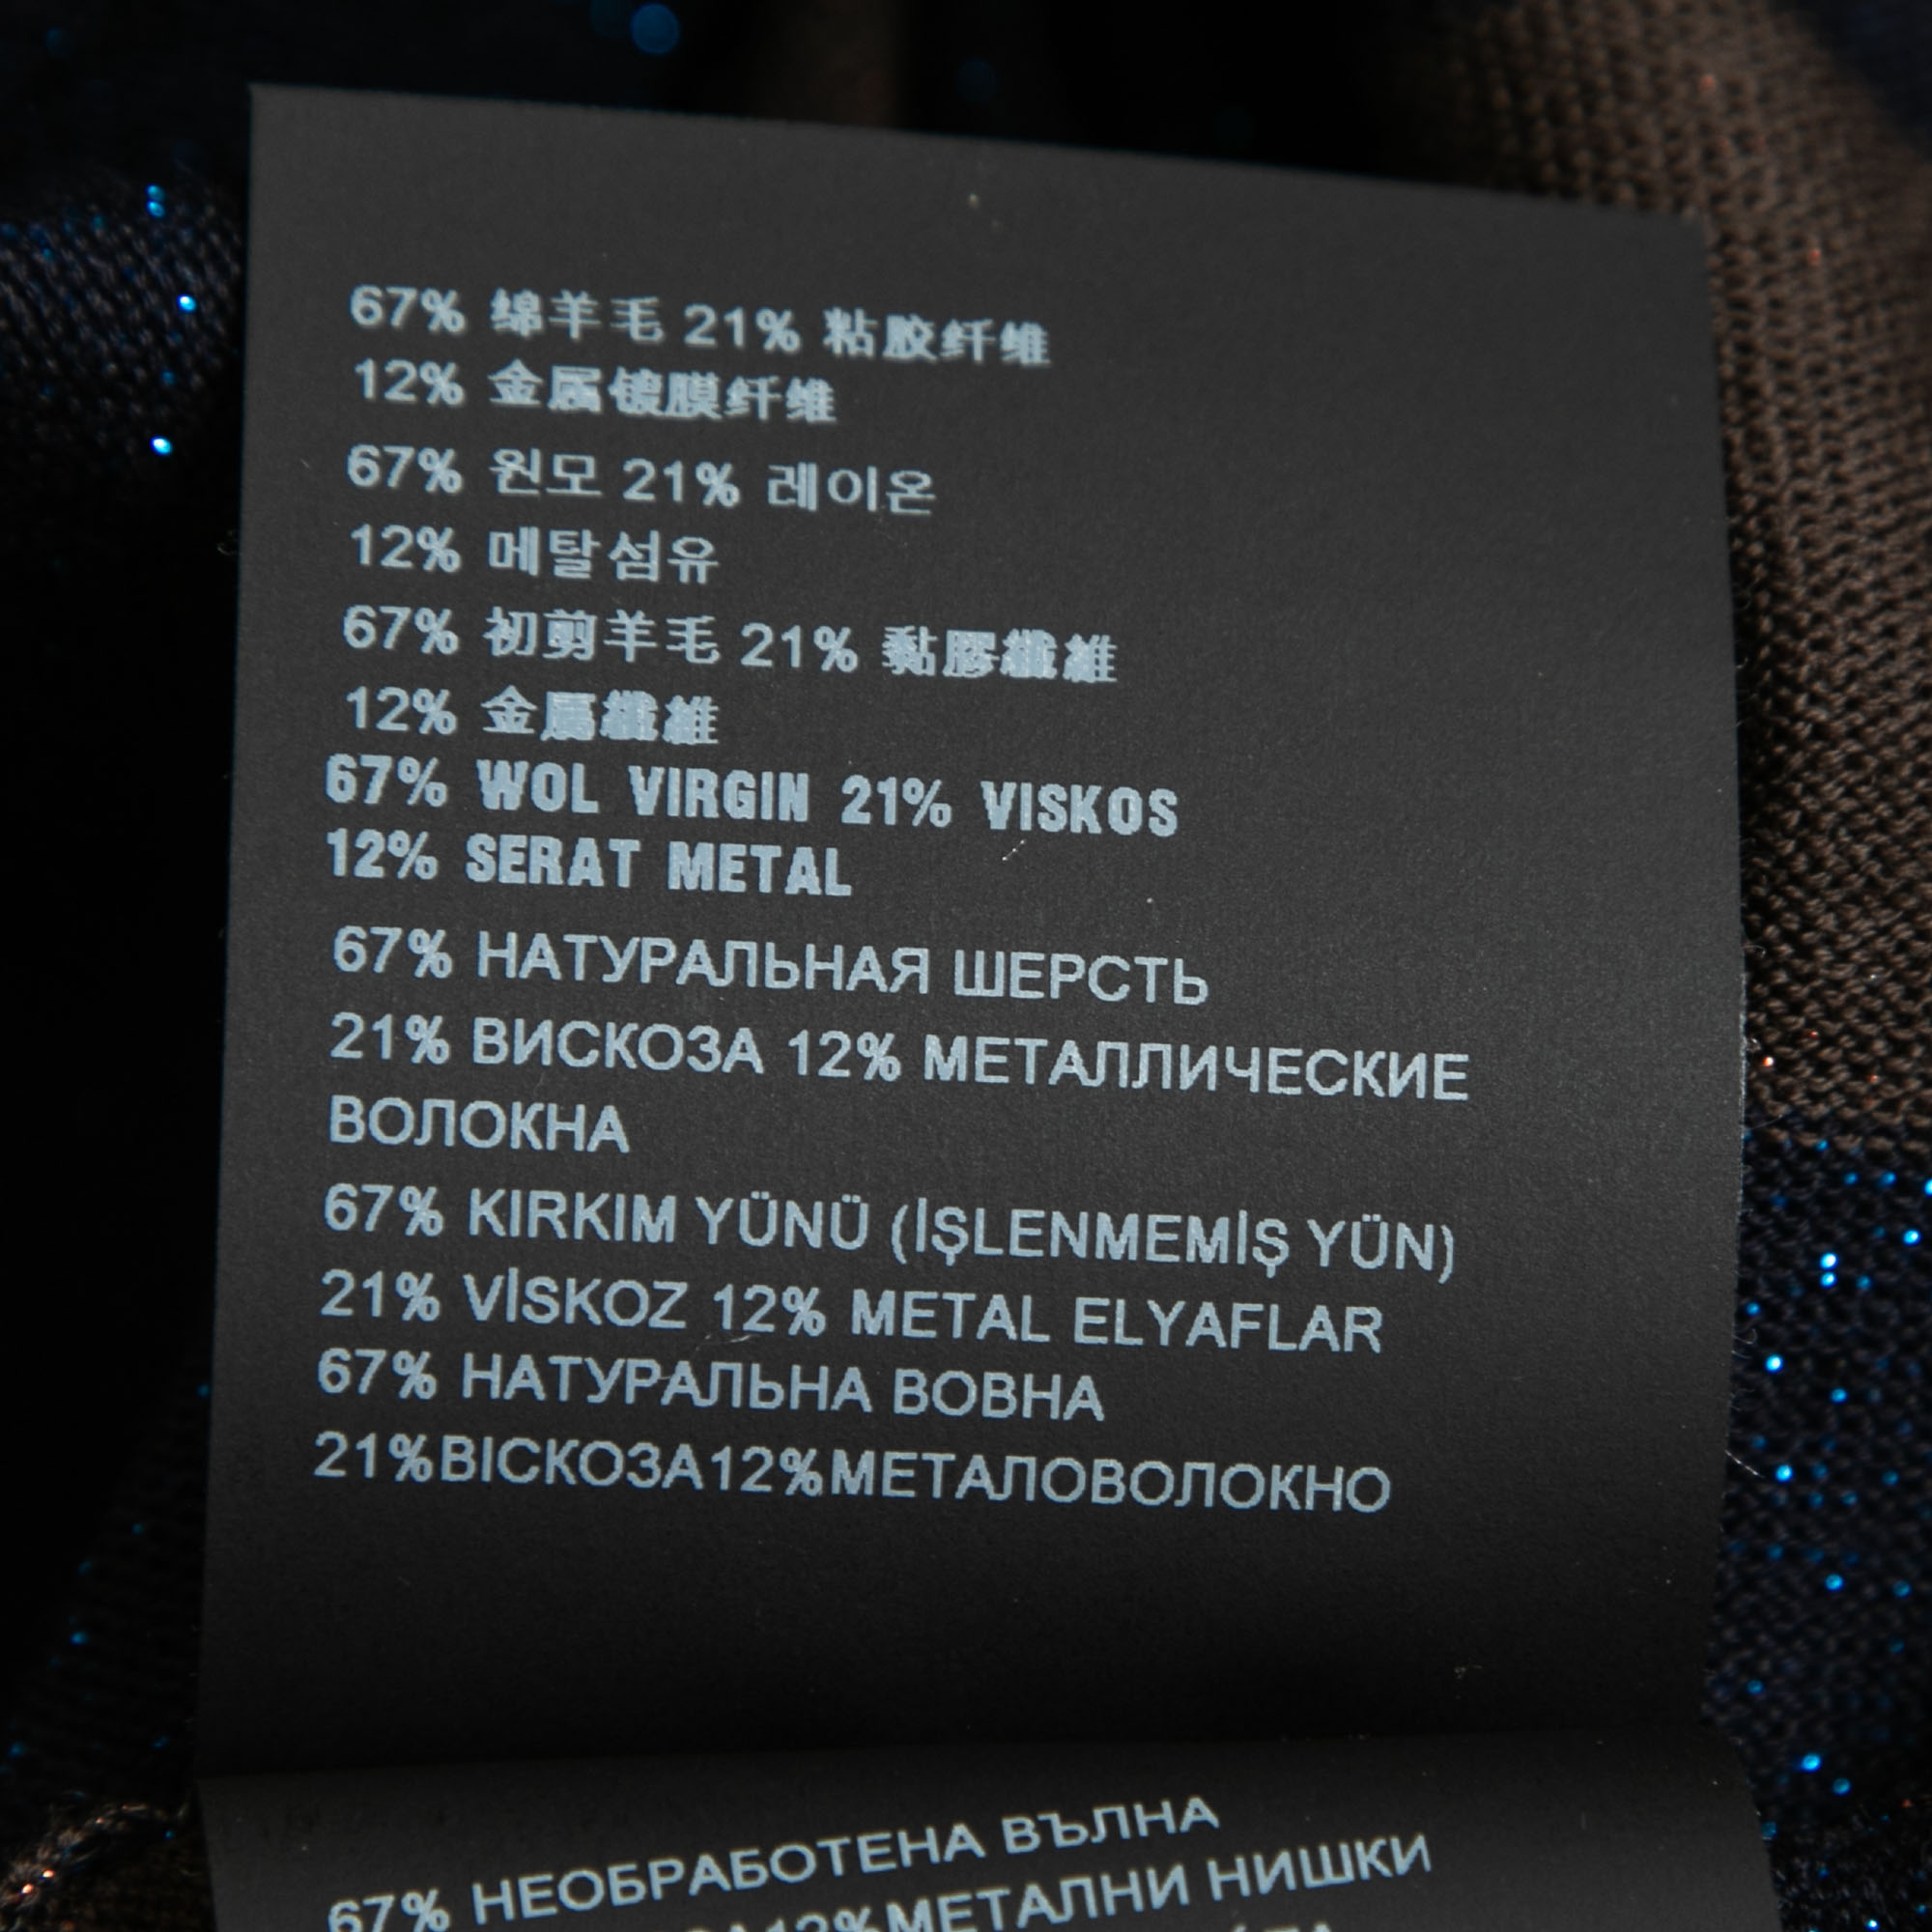 67% 绵羊毛 21% 粘胶纤维
12% 金属镀膜纤维
67% 원모 21% 레이온
12% 메탈섬유
67% 初剪羊毛 21% 黏膠纖維
12% 金屬纖維
67% WOL VIRGIN 21% VISKOS
12% SERAT METAL
67% НАТУРАЛЬНАЯ ШЕРСТЬ
21% ВИСКОЗА 12% МЕТАЛЛИЧЕСКИЕ
ВОЛОКНА
67% KIRKIM YÜNÜ (İŞLENMEMİŞ YÜN)
21% VİSKOZ 12% METAL ELYAFLAR
67% НАТУРАЛЬНА ВОВНА
21%ВІСКОЗА12%МЕТАЛОВОЛОКНО
67% НЕОБРАБОТЕНА ВЪЛНА
12%МЕТАЛНИ НИШКИ